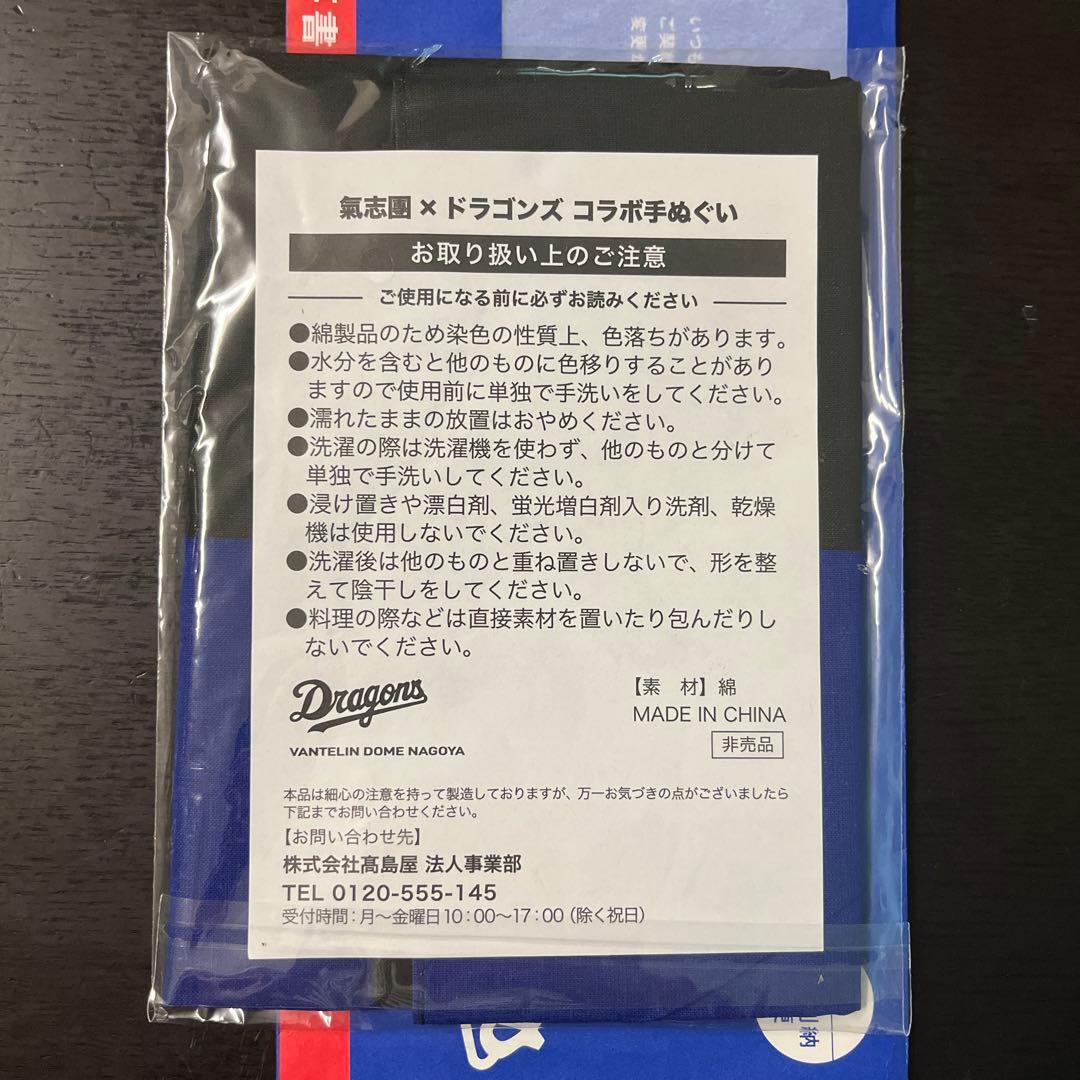 書
いつも
変更
氣志團×ドラゴンズ コラボ手ぬぐい
お取り扱い上のご注意
ご使用になる前に必ずお読みください
●綿製品のため染色の性質上、色落ちがあります。
●水分を含むと他のものに色移りすることがあり
ますので使用前に単独で手洗いをしてください。
●濡れたままの放置はおやめください。
●洗濯の際は洗濯機を使わず、他のものと分けて
単独で手洗いしてください。
●浸け置きや漂白剤、蛍光増白剤入り洗剤、乾燥
機は使用しないでください。
●洗濯後は他のものと重ね置きしないで、形を整
えて陰干しをしてください。
●料理の際などは直接素材を置いたり包んだりし
ないでください。
Dragons
VANTELIN DOME NAGOYA
【素 材】綿
MADE IN CHINA
非売品
本品は細心の注意を持って製造しておりますが、万一お気づきの点がございましたら
下記までお問い合わせください。
【お問い合わせ先】
株式会社髙島屋 法人事業部
TEL 0120-555-145
受付時間：月〜金曜日10：00〜17：00（除く祝日）
納